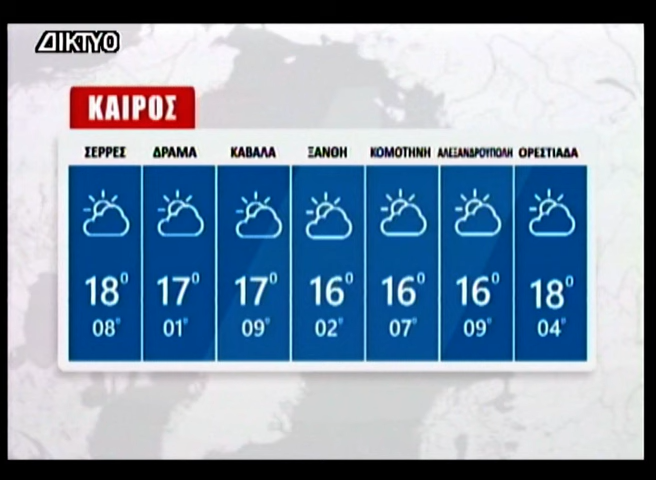 ΔΙΚΤΥΟ
ΚΑΙΡΟΣ
ΣΕΡΡΕΣ ΔΡΑΜΑ ΚΑΒΑΛΑ ΞΑΝΘΗ ΚΟΜΟΤΗΝΗ ΑΛΕΞΑΝΔΡΟΥΠΟΛΗ ΟΡΕΣΤΙΑΔΑ
18° 17° 17° 16° 16° 16° 18°
08° 01° 09° 02° 07° 09° 04°